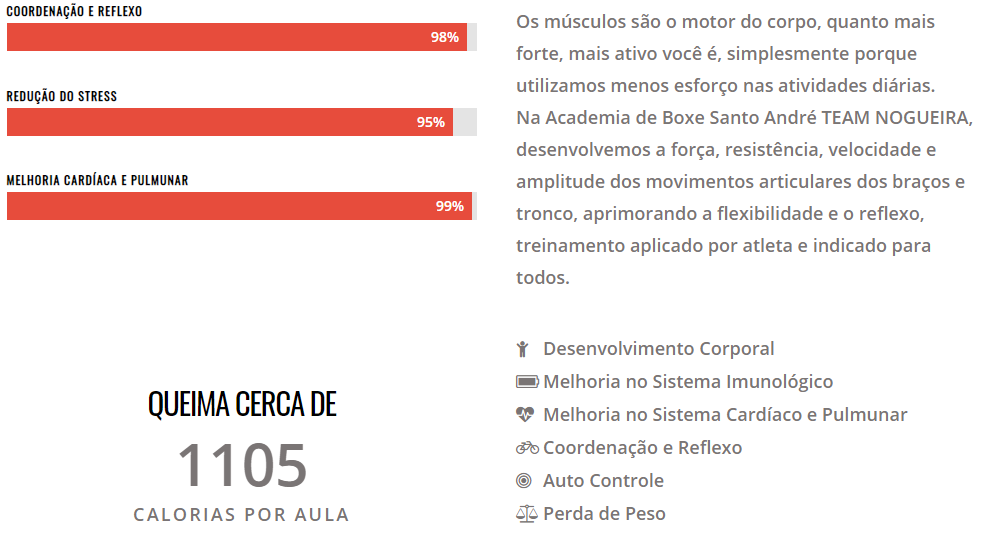 COORDENAÇÃO E REFLEXO
98%
REDUÇÃO DO STRESS
95%
MELHORIA CARDÍACA E PULMUNAR
99%
QUEIMA CERCA DE
1105
CALORIAS POR AULA
Os músculos são o motor do corpo, quanto mais
forte, mais ativo você é, simplesmente porque
utilizamos menos esforço nas atividades diárias.
Na Academia de Boxe Santo André TEAM NOGUEIRA,
desenvolvemos a força, resistência, velocidade e
amplitude dos movimentos articulares dos braços e
tronco, aprimorando a flexibilidade e o reflexo,
treinamento aplicado por atleta e indicado para
todos.
Desenvolvimento Corporal
Melhoria no Sistema Imunológico
Melhoria no Sistema Cardíaco e Pulmunar
Coordenação e Reflexo
Auto Controle
Perda de Peso